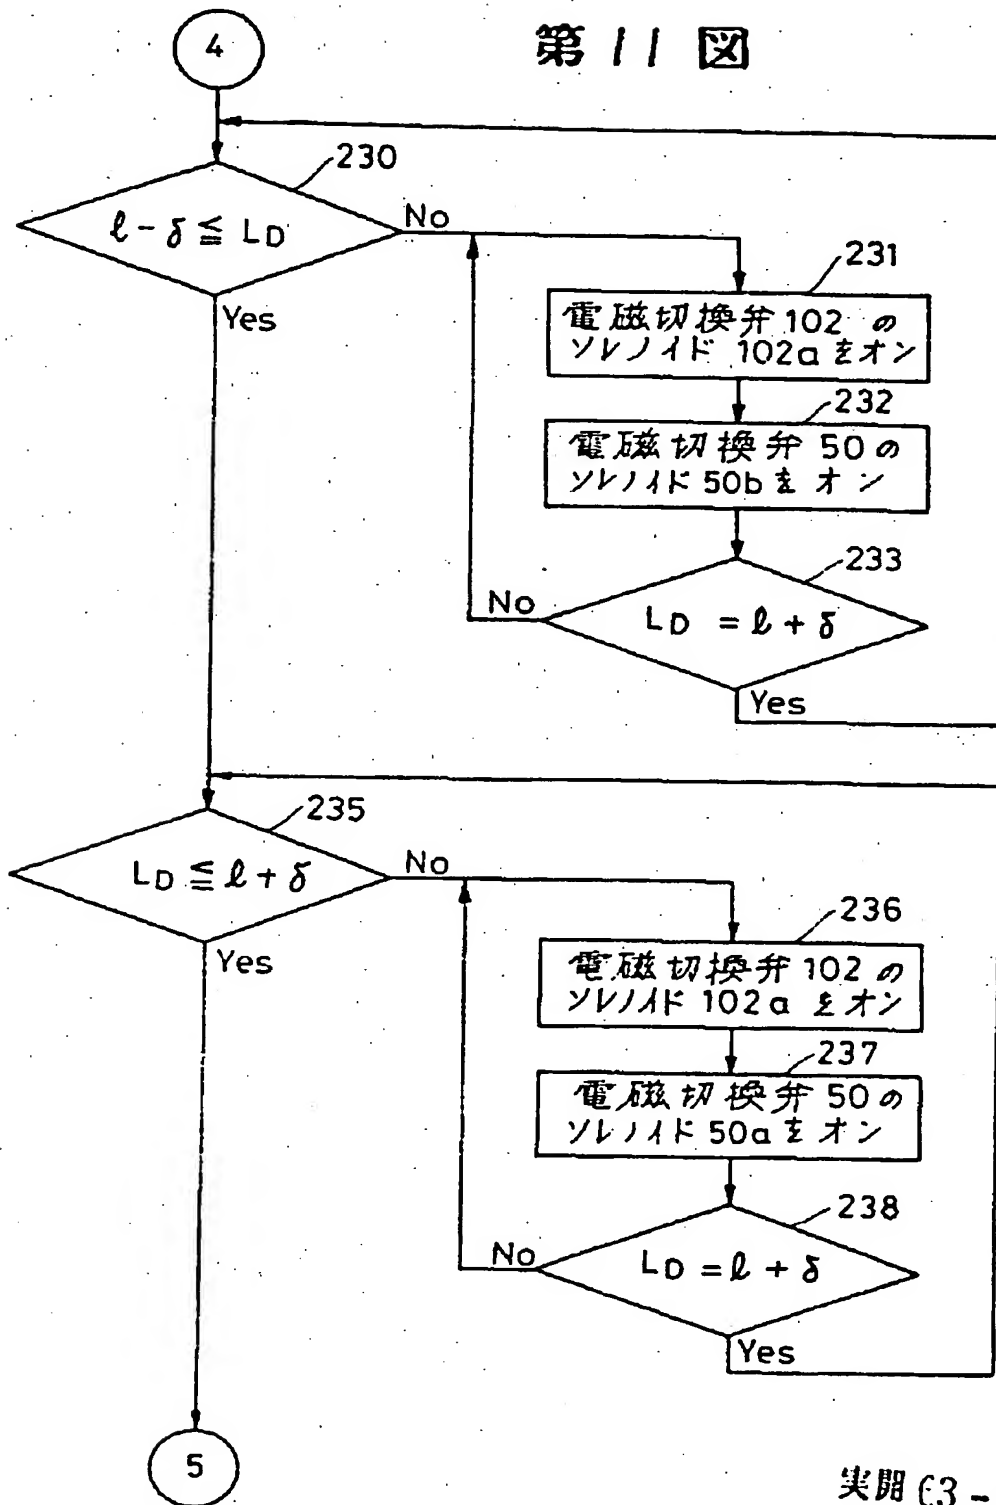 第11図
4
230
ℓ-δ ≦ LD
No
Yes
231
電磁切換弁102の
ソレノイド 102aをオン
232
電磁切換弁50の
ソレノイド50bをオン
233
LD = ℓ + δ
No
Yes
235
LD ≦ ℓ + δ
No
Yes
236
電磁切換弁102の
ソレノイド 102a をオン
237
電磁切換弁50の
ソレノイド 50aをオン
238
LD = ℓ + δ
No
Yes
5
実開 63-